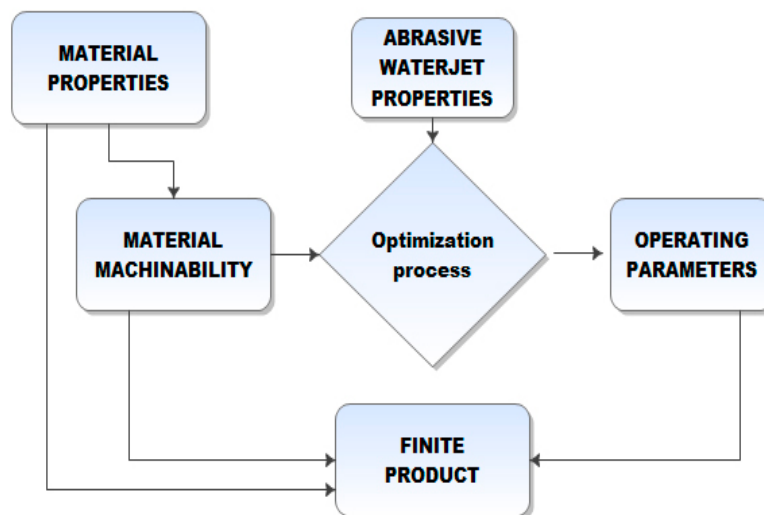 MATERIAL
PROPERTIES
ABRASIVE
WATERJET
PROPERTIES
MATERIAL
MACHINABILITY
Optimization
process
OPERATING
PARAMETERS
FINITE
PRODUCT